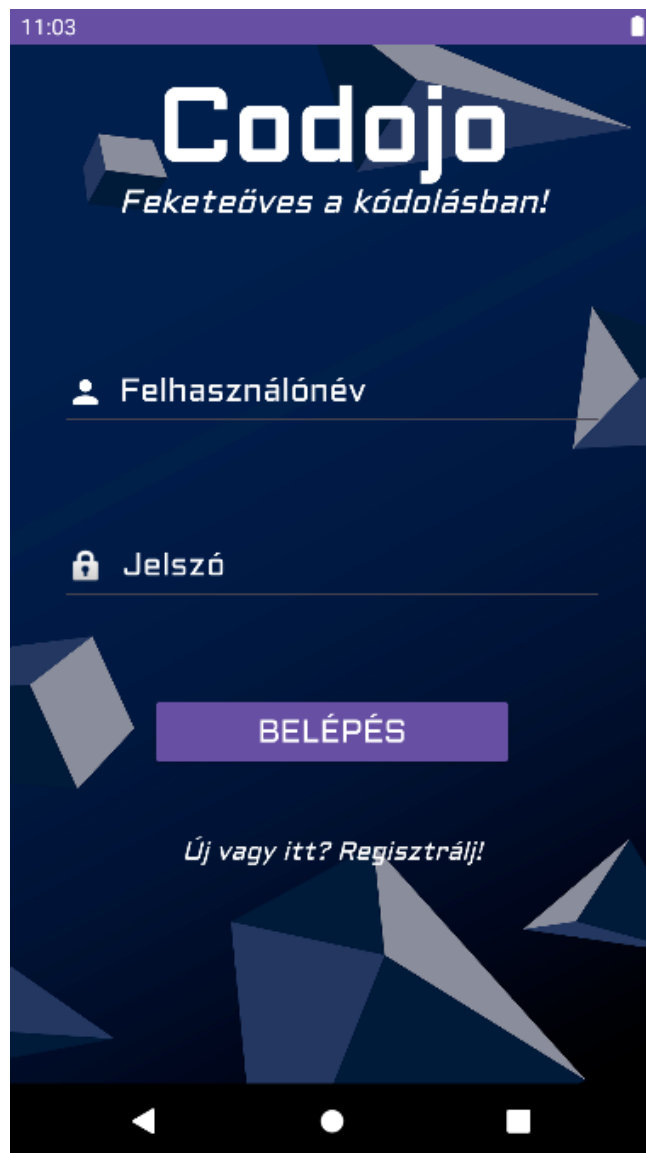 11:03
Codojo
Feketeöves a kódolásban!
Felhasználónév
Jelszó
BELÉPÉS
Új vagy itt? Regisztrálj!